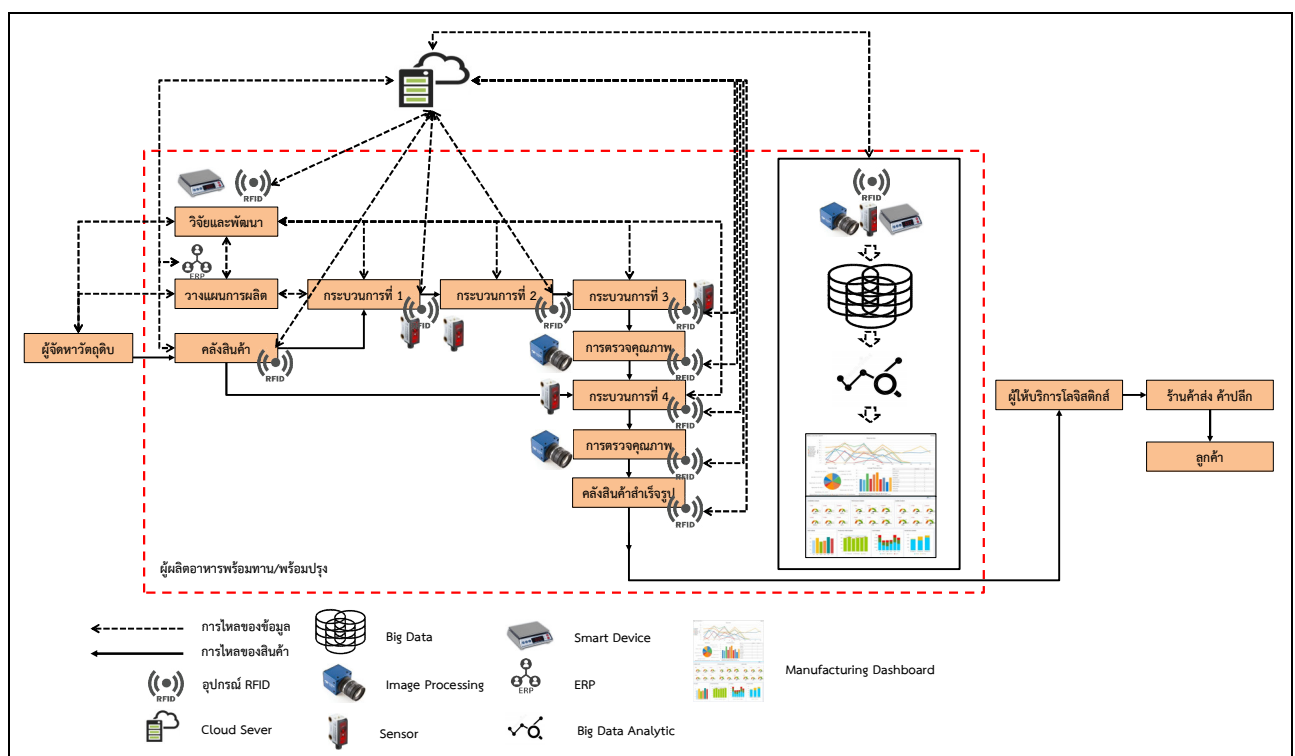 RFID
วิจัยและพัฒนา
ERP
วางแผนการผลิต
กระบวนการที่ 1
กระบวนการที่ 2
กระบวนการที่ 3
RFID
RFID
RFID
RFID
ผู้จัดหาวัตถุดิบ
คลังสินค้า
RFID
การตรวจคุณภาพ
RFID
กระบวนการที่ 4
RFID
การตรวจคุณภาพ
RFID
คลังสินค้าสำเร็จรูป
RFID
ผู้ให้บริการโลจิสติกส์
ร้านค้าส่ง ค้าปลีก
ลูกค้า
ผู้ผลิตอาหารพร้อมทาน/พร้อมปรุง
การไหลของข้อมูล
Big Data
Smart Device
การไหลของสินค้า
Manufacturing Dashboard
RFID
อุปกรณ์ RFID
Image Processing
ERP
ERP
Cloud Sever
Sensor
Big Data Analytic